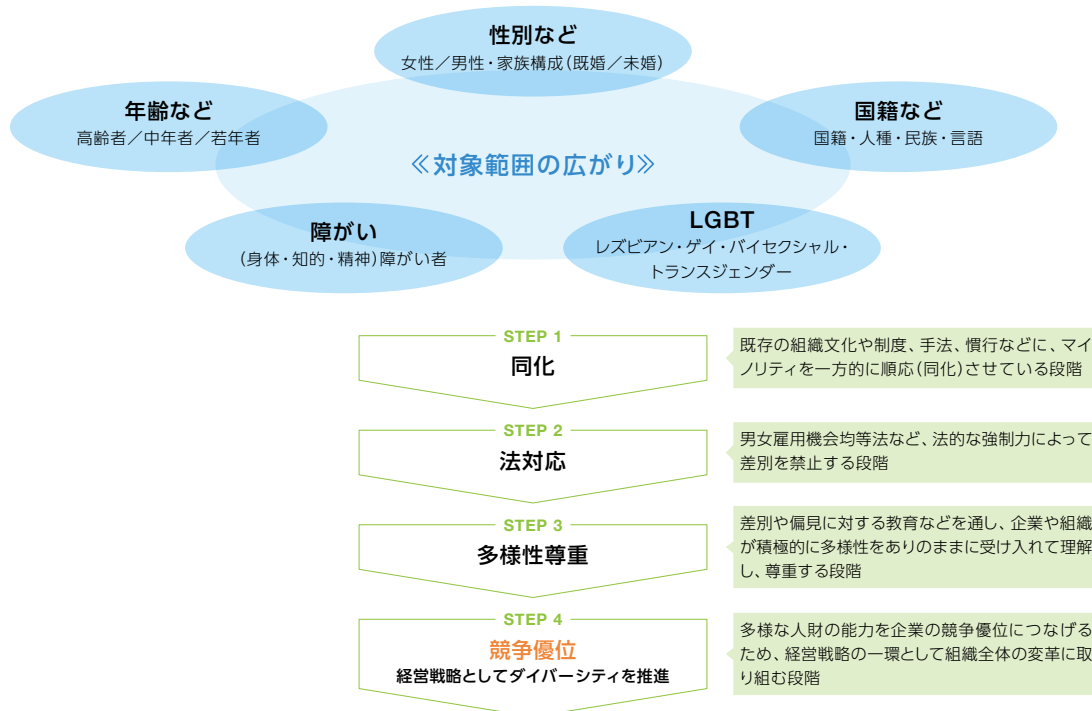 性別など
女性／男性・家族構成(既婚／未婚)
年齢など
高齢者／中年者／若年者
国籍など
国籍・人種・民族・言語
≪対象範囲の広がり≫
障がい
(身体・知的・精神)障がい者
LGBT
レズビアン・ゲイ・バイセクシャル・
トランスジェンダー
STEP 1
同化
既存の組織文化や制度、手法、慣行などに、マイ
ノリティを一方的に順応(同化)させている段階
STEP 2
法対応
男女雇用機会均等法など、法的な強制力によって
差別を禁止する段階
STEP 3
多様性尊重
差別や偏見に対する教育などを通し、企業や組織
が積極的に多様性をありのままに受け入れて理解
し、尊重する段階
STEP 4
競争優位
経営戦略としてダイバーシティを推進
多様な人財の能力を企業の競争優位につなげる
ため、経営戦略の一環として組織全体の変革に取
り組む段階